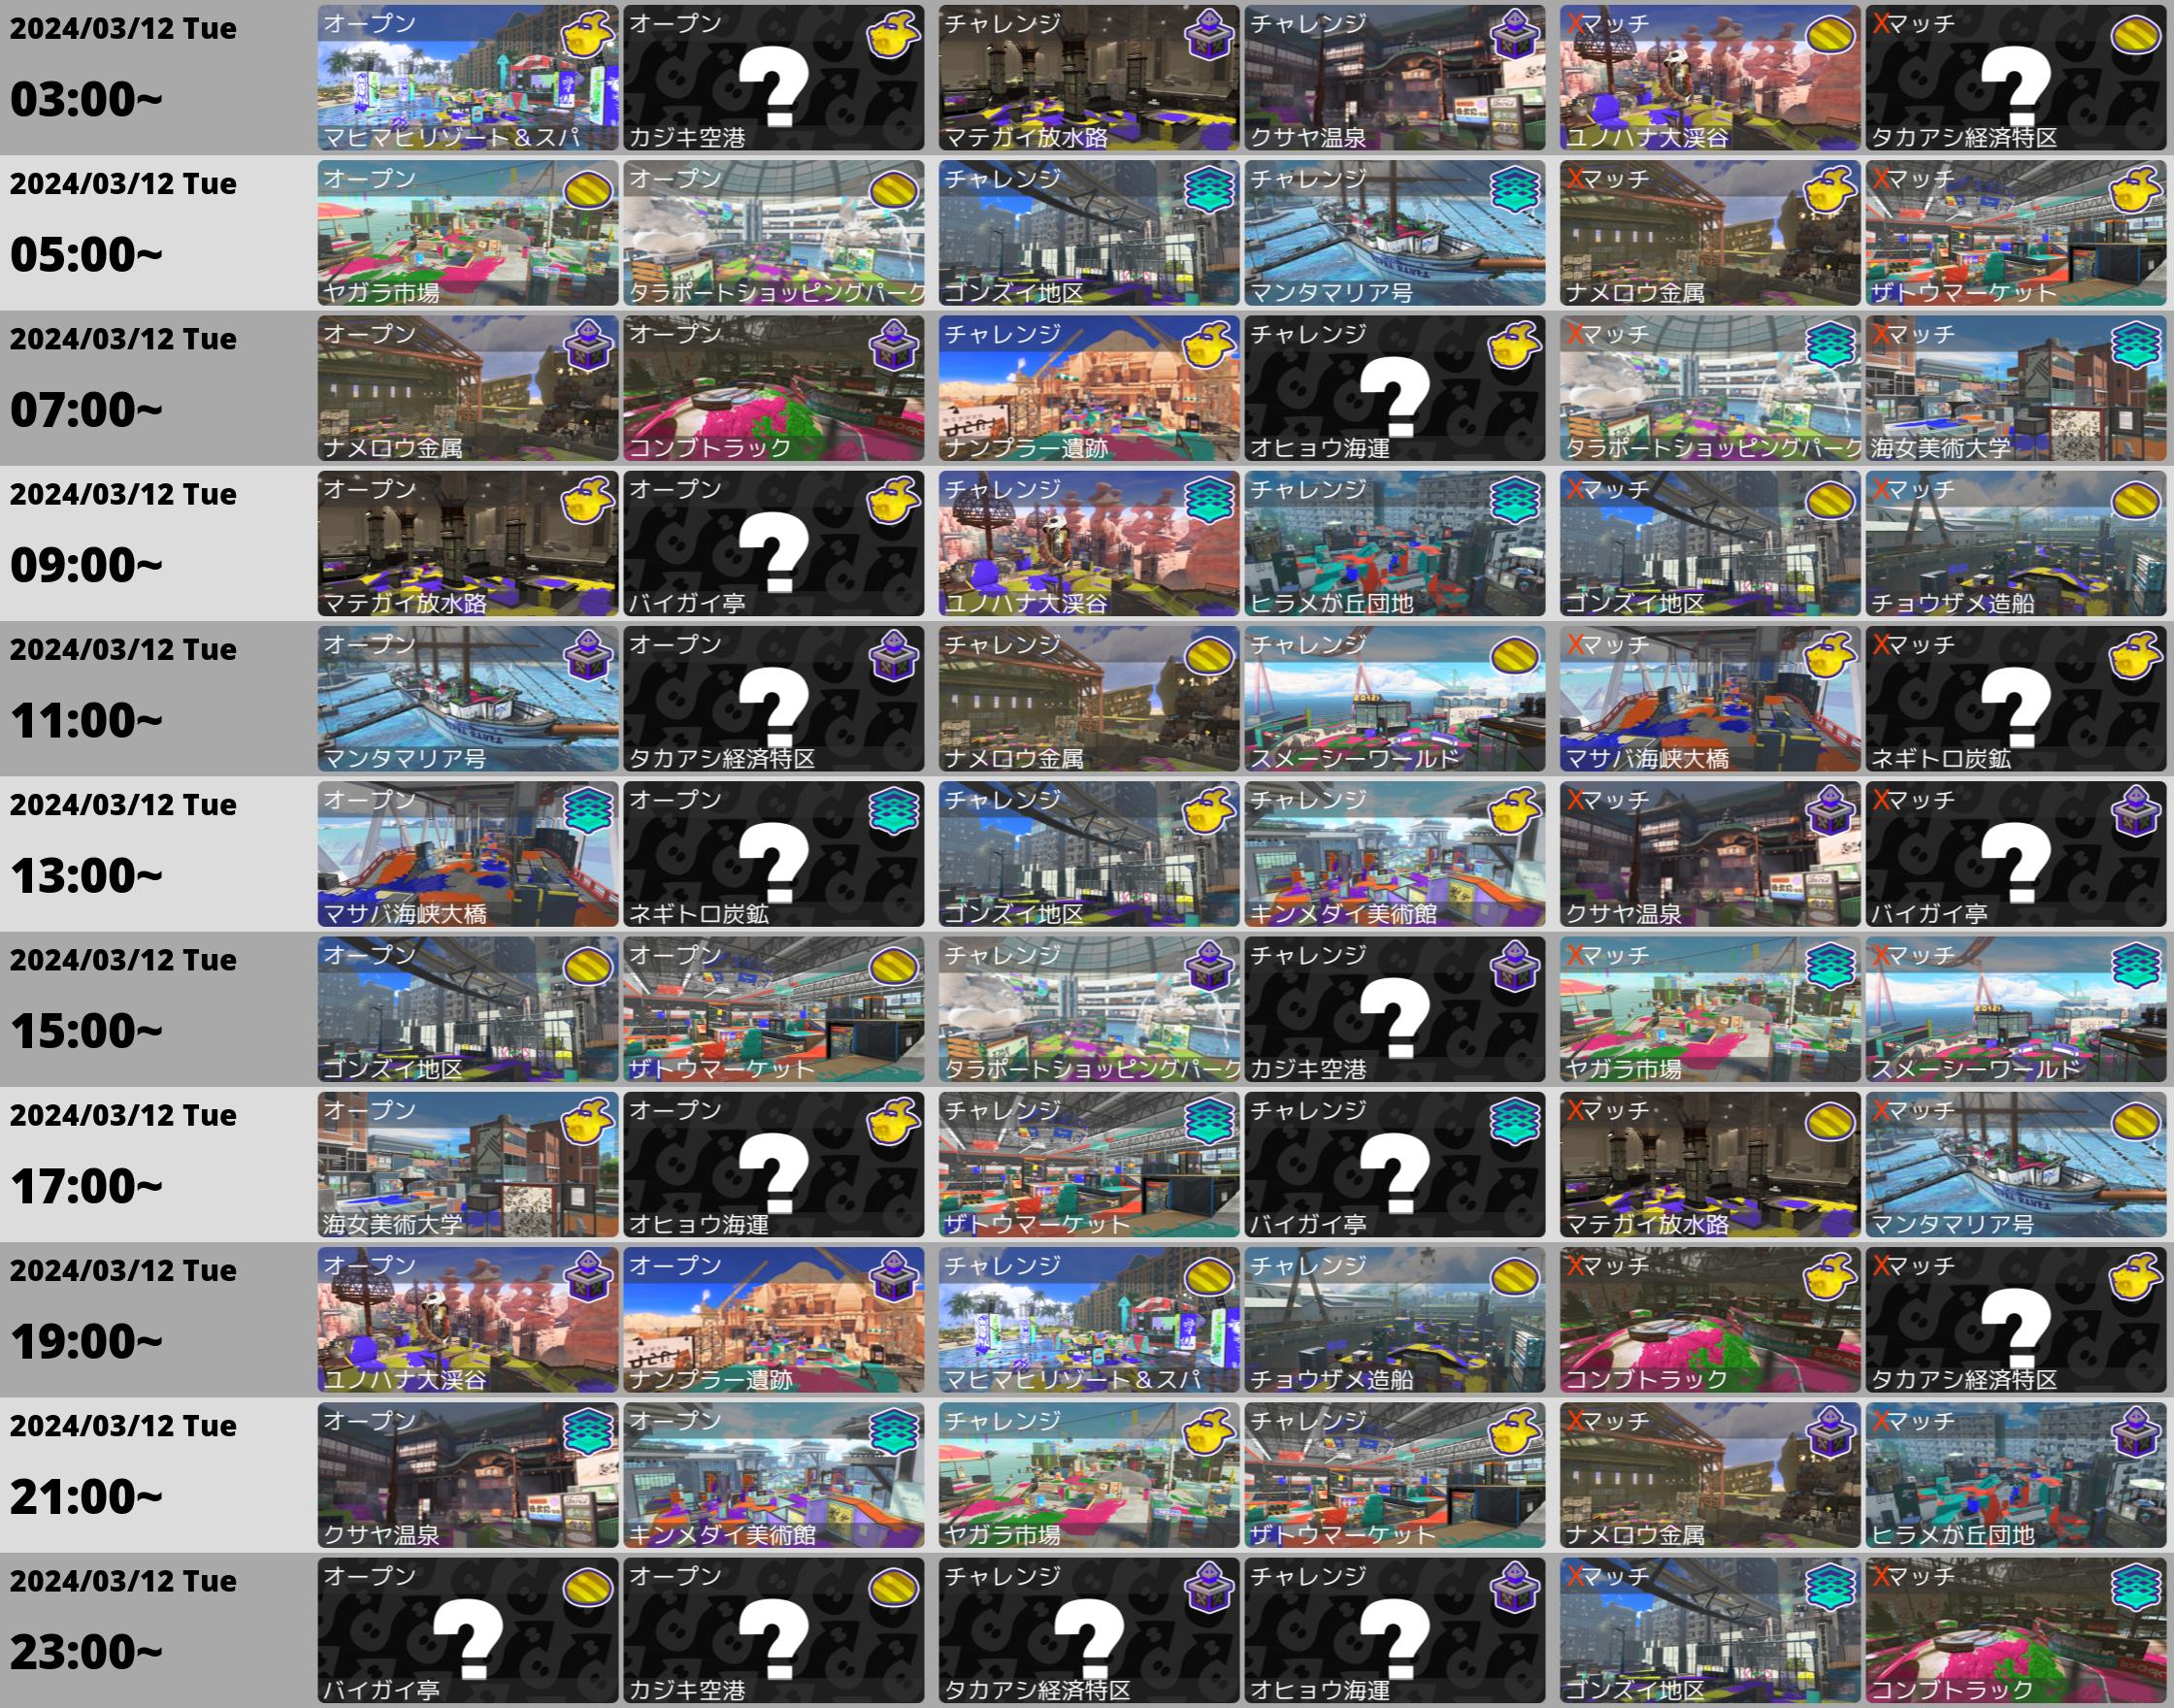 2024/03/12 Tue
03:00~
オープン
マヒマヒリゾート＆スパ
オープン
カジキ空港
チャレンジ
マテガイ放水路
チャレンジ
クサヤ温泉
Xマッチ
ユノハナ大渓谷
Xマッチ
タカアシ経済特区
2024/03/12 Tue
05:00~
オープン
ヤガラ市場
オープン
タラポートショッピングパーク
チャレンジ
ゴンズイ地区
チャレンジ
マンタマリア号
Xマッチ
ナメロウ金属
Xマッチ
ザトウマーケット
2024/03/12 Tue
07:00~
オープン
ナメロウ金属
オープン
コンブトラック
チャレンジ
ナンプラー遺跡
チャレンジ
オヒョウ海運
Xマッチ
タラポートショッピングパーク
Xマッチ
海女美術大学
2024/03/12 Tue
09:00~
オープン
マテガイ放水路
オープン
バイガイ亭
チャレンジ
ユノハナ大渓谷
チャレンジ
ヒラメが丘団地
Xマッチ
ゴンズイ地区
Xマッチ
チョウザメ造船
2024/03/12 Tue
11:00~
オープン
マンタマリア号
オープン
タカアシ経済特区
チャレンジ
ナメロウ金属
チャレンジ
スメーシーワールド
Xマッチ
マサバ海峡大橋
Xマッチ
ネギトロ炭鉱
2024/03/12 Tue
13:00~
オープン
マサバ海峡大橋
オープン
ネギトロ炭鉱
チャレンジ
ゴンズイ地区
チャレンジ
キンメダイ美術館
Xマッチ
クサヤ温泉
Xマッチ
バイガイ亭
2024/03/12 Tue
15:00~
オープン
ゴンズイ地区
オープン
ザトウマーケット
チャレンジ
タラポートショッピングパーク
チャレンジ
カジキ空港
Xマッチ
ヤガラ市場
Xマッチ
スメーシーワールド
2024/03/12 Tue
17:00~
オープン
海女美術大学
オープン
オヒョウ海運
チャレンジ
ザトウマーケット
チャレンジ
バイガイ亭
Xマッチ
マテガイ放水路
Xマッチ
マンタマリア号
2024/03/12 Tue
19:00~
オープン
ユノハナ大渓谷
オープン
ナンプラー遺跡
チャレンジ
マヒマヒリゾート＆スパ
チャレンジ
チョウザメ造船
Xマッチ
コンブトラック
Xマッチ
タカアシ経済特区
2024/03/12 Tue
21:00~
オープン
クサヤ温泉
オープン
キンメダイ美術館
チャレンジ
ヤガラ市場
チャレンジ
ザトウマーケット
Xマッチ
ナメロウ金属
Xマッチ
ヒラメが丘団地
2024/03/12 Tue
23:00~
オープン
バイガイ亭
オープン
カジキ空港
チャレンジ
タカアシ経済特区
チャレンジ
オヒョウ海運
Xマッチ
ゴンズイ地区
Xマッチ
コンブトラック